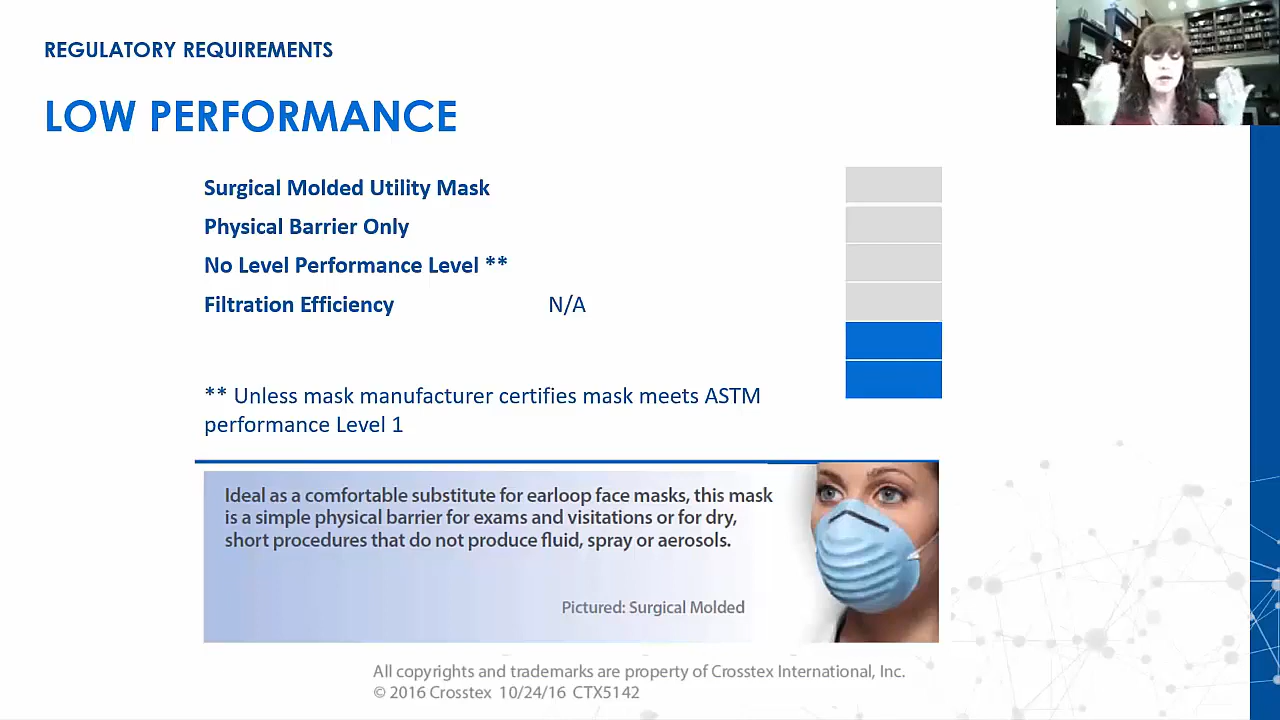 REGULATORY REQUIREMENTS
LOW PERFORMANCE
Surgical Molded Utility Mask
Physical Barrier Only
No Level Performance Level **
Filtration Efficiency N/A
** Unless mask manufacturer certifies mask meets ASTM
performance Level 1
Ideal as a comfortable substitute for earloop face masks, this mask
is a simple physical barrier for exams and visitations or for dry,
short procedures that do not produce fluid, spray or aerosols.
Pictured: Surgical Molded
All copyrights and trademarks are property of Crosstex International, Inc.
© 2016 Crosstex 10/24/16 CTX5142